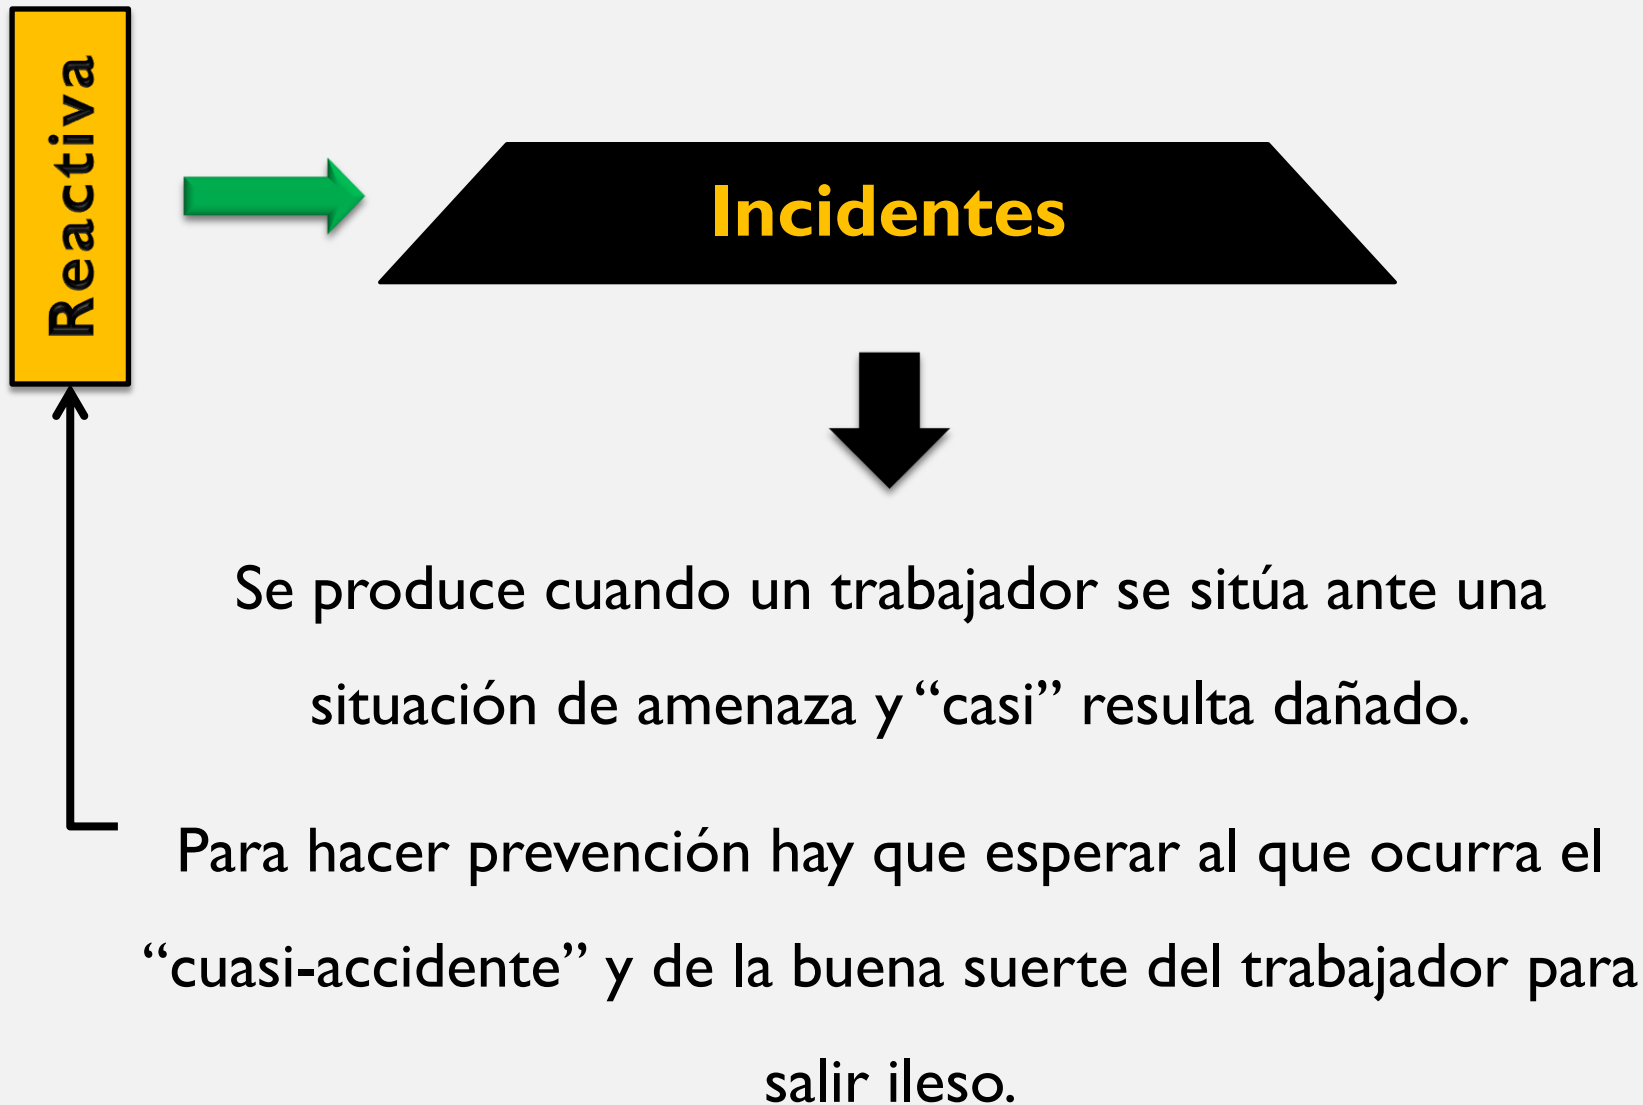 Reactiva
Incidentes
Se produce cuando un trabajador se sitúa ante una
situación de amenaza y “casi” resulta dañado.
Para hacer prevención hay que esperar al que ocurra el
“cuasi-accidente” y de la buena suerte del trabajador para
salir ileso.